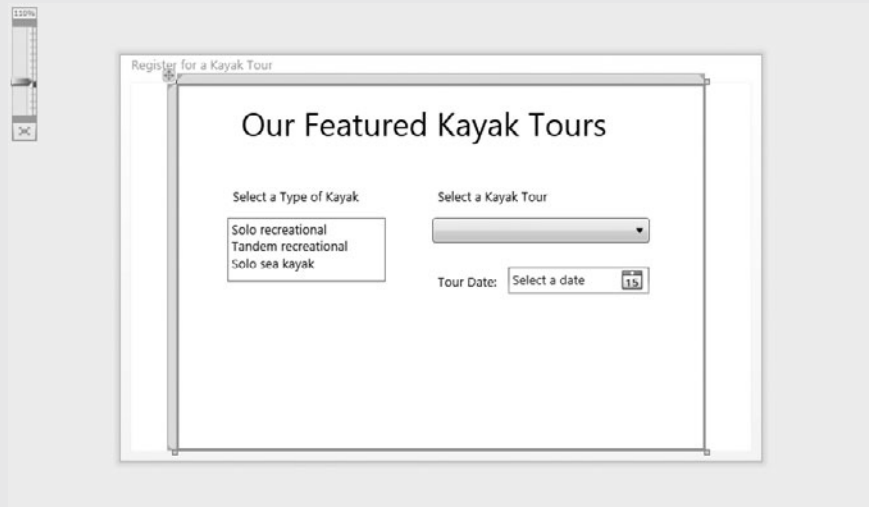 110%
Register for a Kayak Tour
Our Featured Kayak Tours
Select a Type of Kayak
Select a Kayak Tour
Solo recreational
Tandem recreational
Solo sea kayak
Tour Date:
Select a date
15